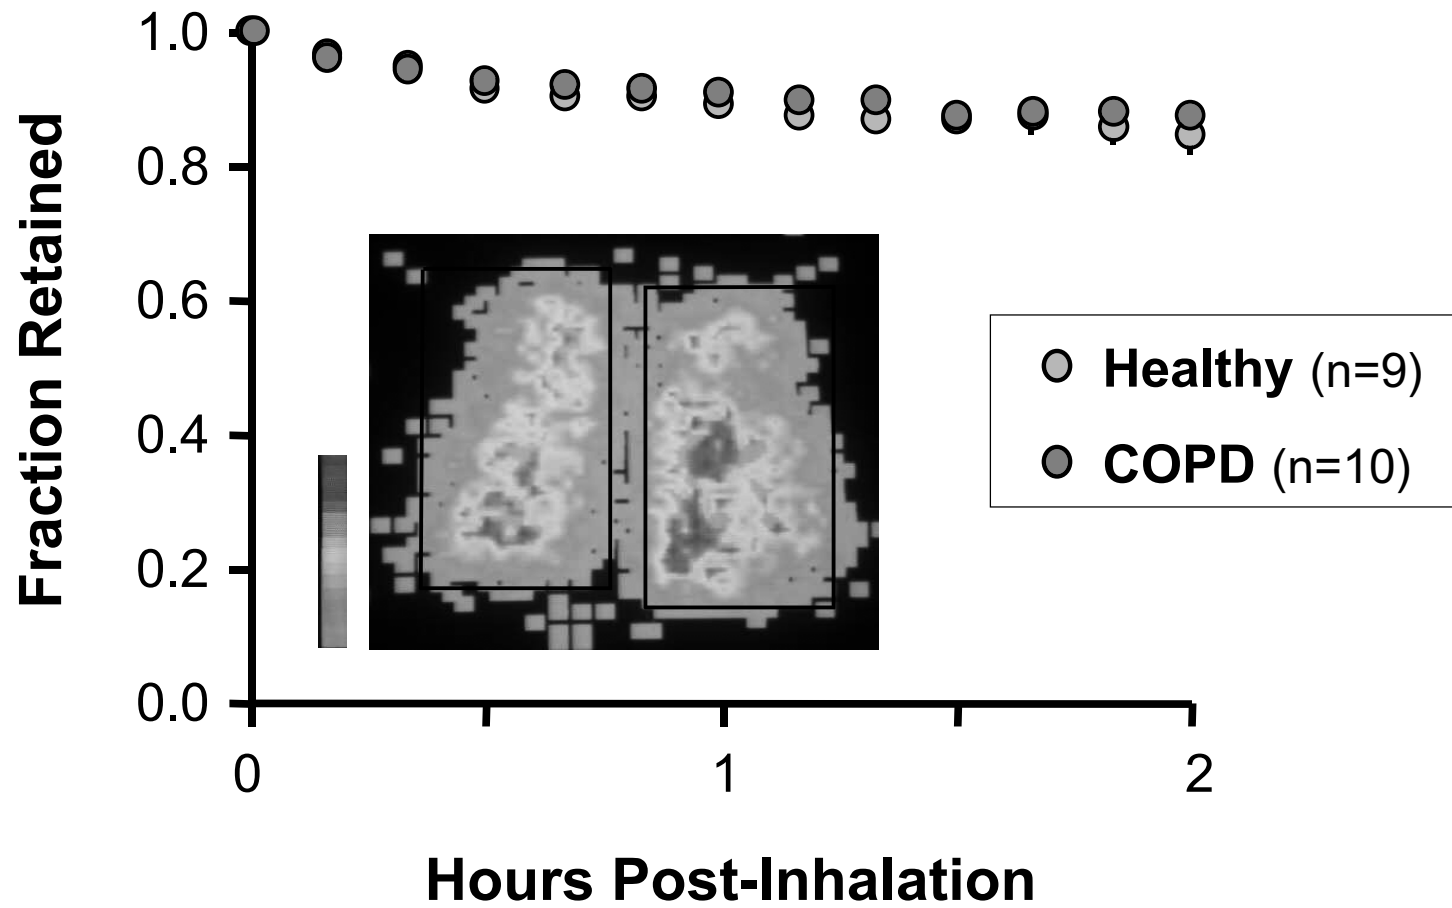 Fraction Retained
1.0
0.8
0.6
0.4
0.2
0.0
0
1
2
Hours Post-Inhalation
Healthy (n=9)
COPD (n=10)